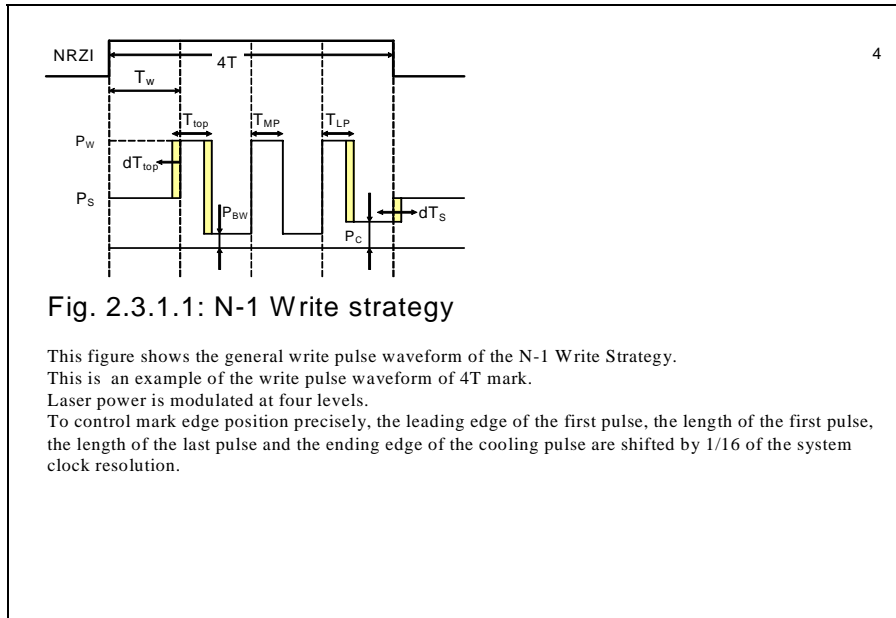 4
NRZI
4T
Tw
Ttop TMP TLP
PW
dTtop
PS
PBW
dTS
PC
Fig. 2.3.1.1: N-1 Write strategy
This figure shows the general write pulse waveform of the N-1 Write Strategy.
This is an example of the write pulse waveform of 4T mark.
Laser power is modulated at four levels.
To control mark edge position precisely, the leading edge of the first pulse, the length of the first pulse,
the length of the last pulse and the ending edge of the cooling pulse are shifted by 1/16 of the system
clock resolution.